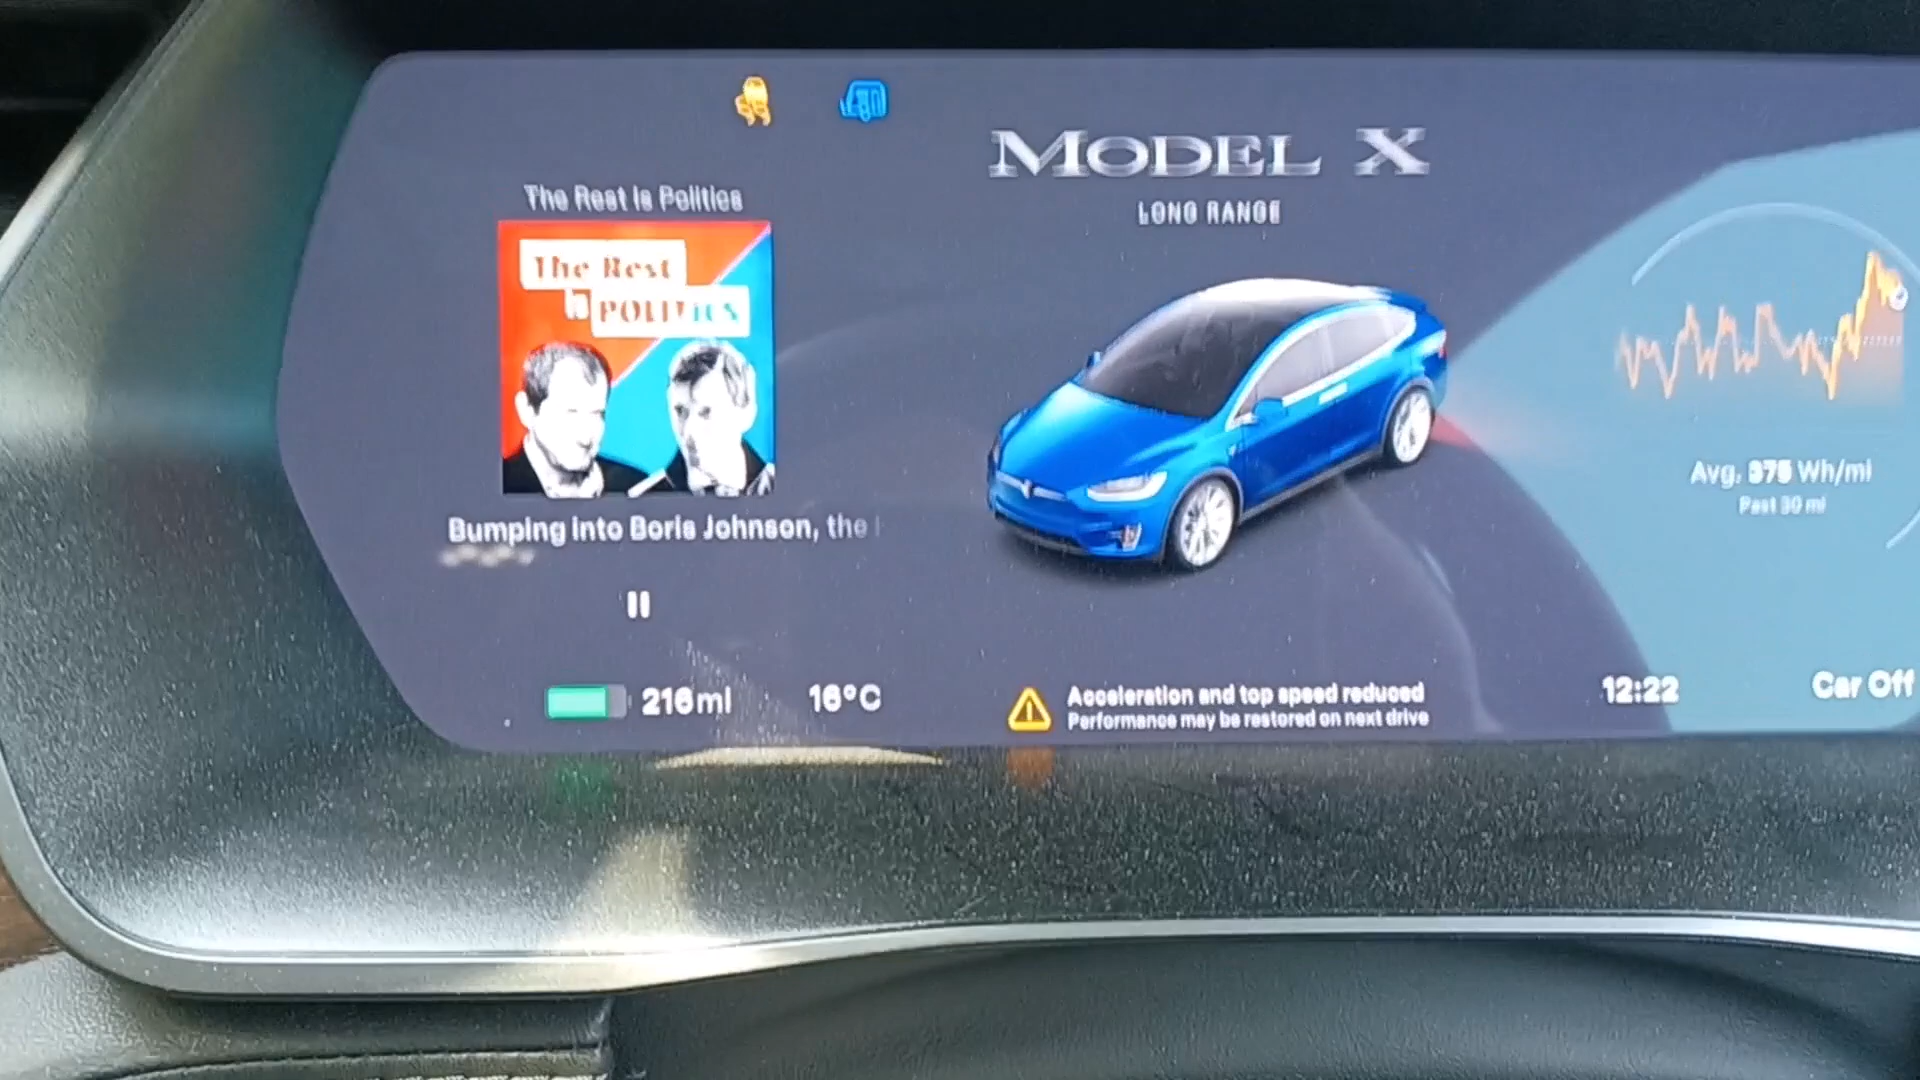 MODEL X
LONG RANGE
The Rest Is Politics
The Rest
is POLITICS
Bumping into Boris Johnson, the
Avg. 375 Wh/mi
Past 30 mi
216mi
16°C
Acceleration and top speed reduced
Performance may be restored on next drive
12:22
Car Off